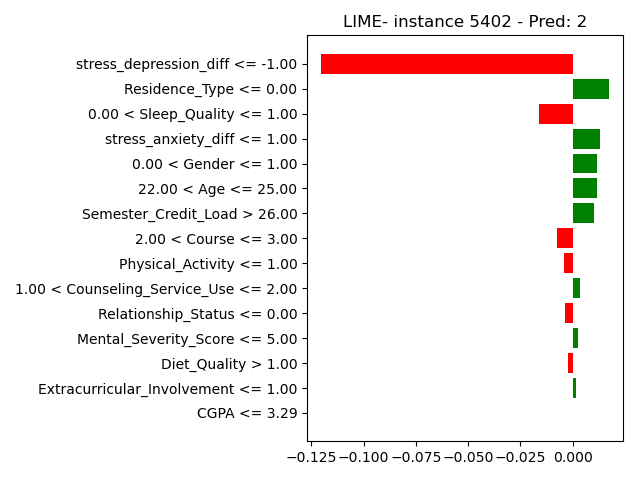 LIME- instance 5402 - Pred: 2
stress_depression_diff <= -1.00
Residence_Type <= 0.00
0.00 < Sleep_Quality <= 1.00
stress_anxiety_diff <= 1.00
0.00 < Gender <= 1.00
22.00 < Age <= 25.00
Semester_Credit_Load > 26.00
2.00 < Course <= 3.00
Physical_Activity <= 1.00
1.00 < Counseling_Service_Use <= 2.00
Relationship_Status <= 0.00
Mental_Severity_Score <= 5.00
Diet_Quality > 1.00
Extracurricular_Involvement <= 1.00
CGPA <= 3.29
−0.125 −0.100 −0.075 −0.050 −0.025 0.000